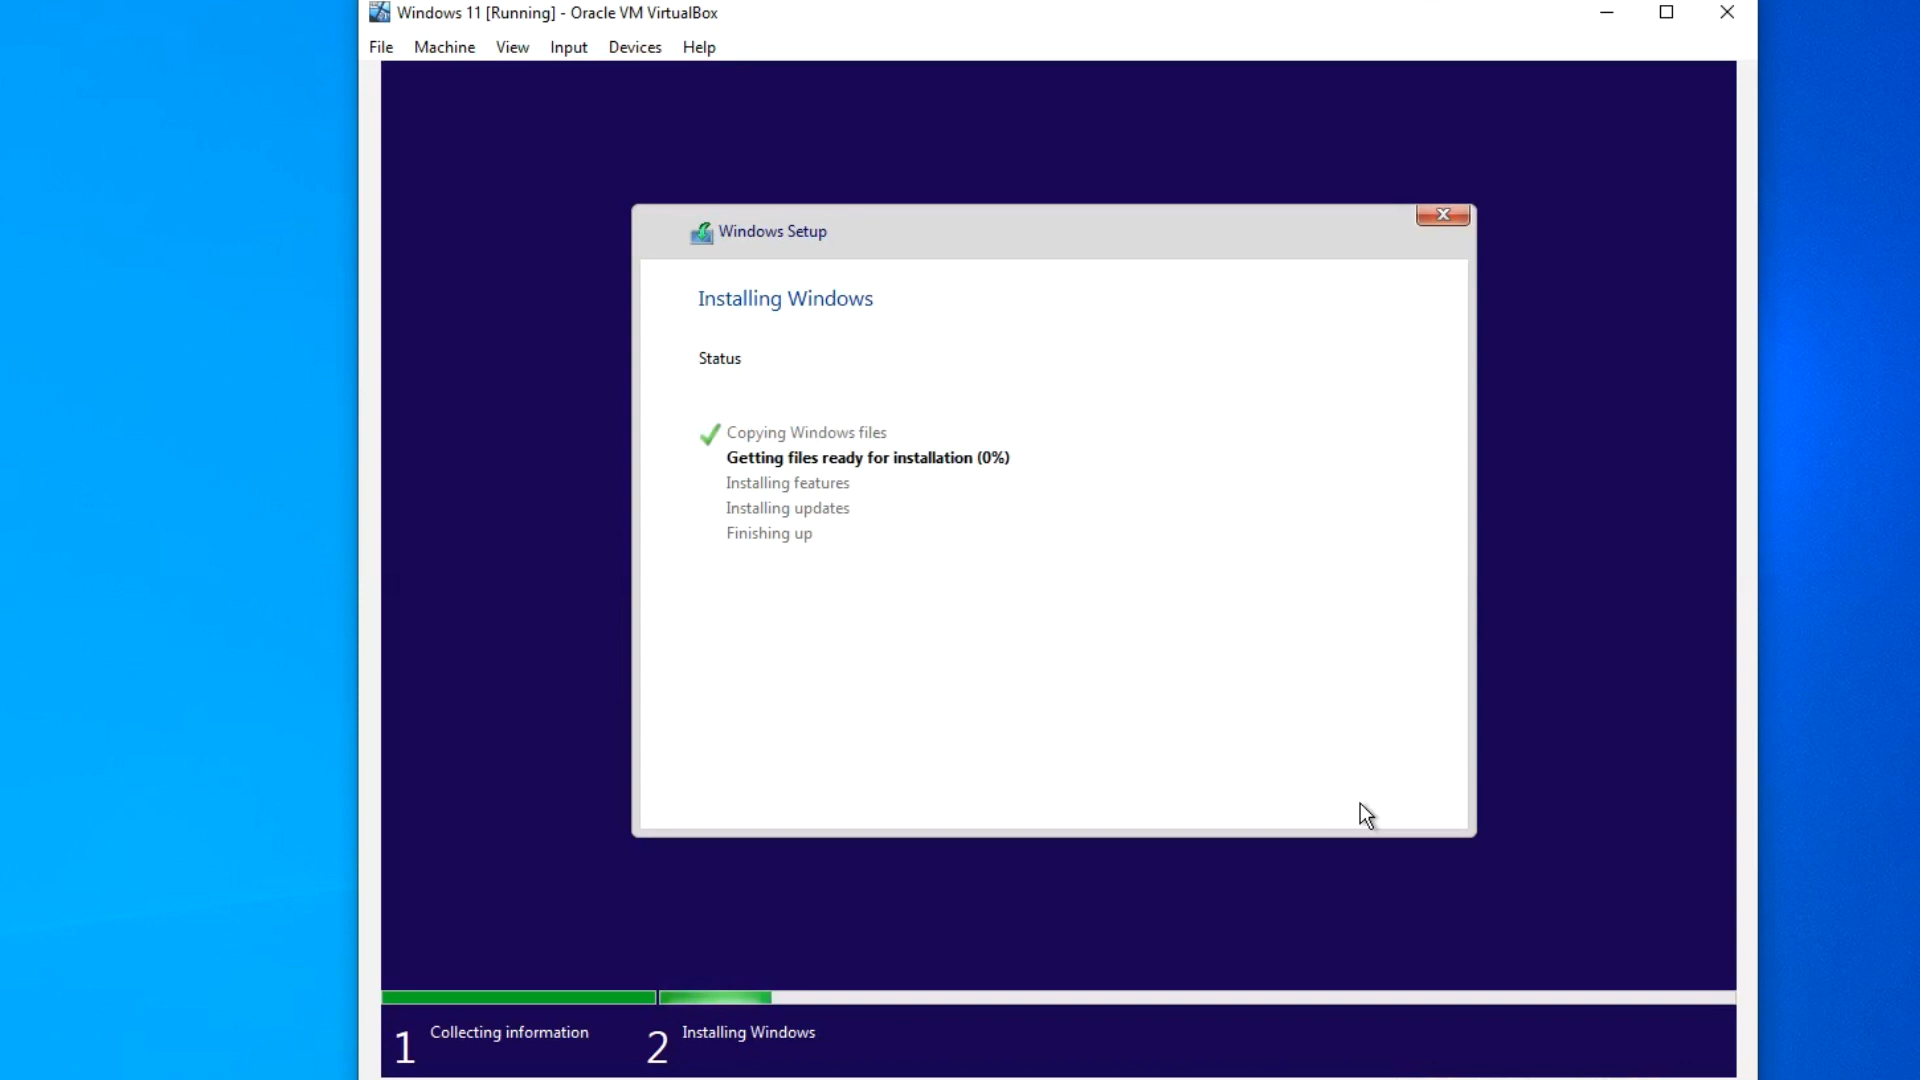 Windows 11 [Running] - Oracle VM VirtualBox
File Machine View Input Devices Help
Windows Setup
Installing Windows
Status
Copying Windows files
Getting files ready for installation (0%)
Installing features
Installing updates
Finishing up
1 Collecting information 2 Installing Windows